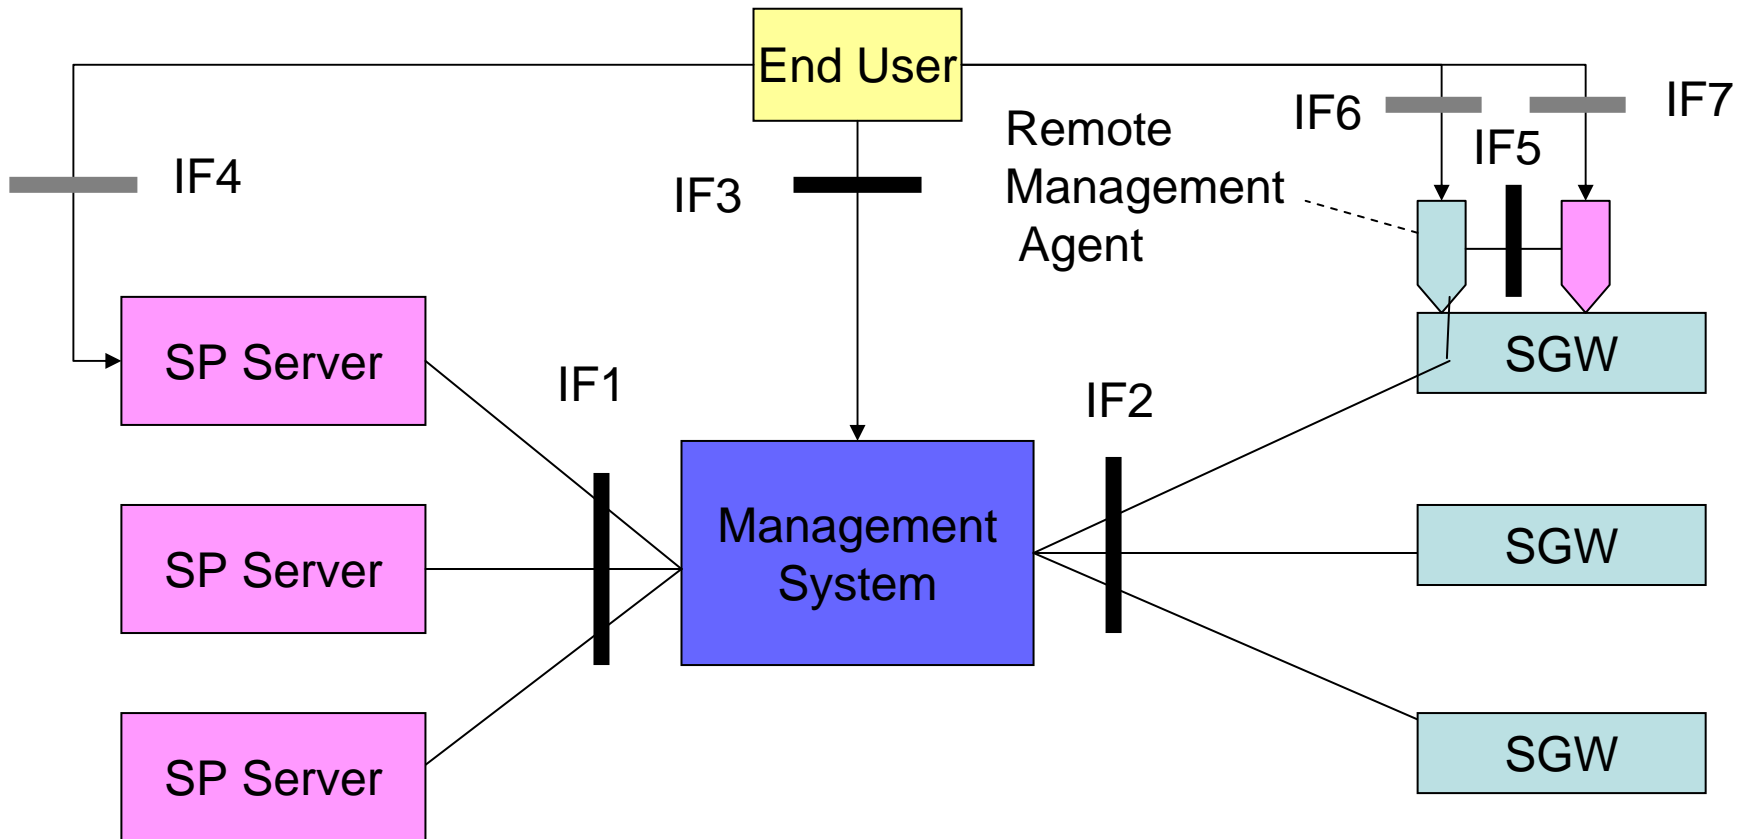 End User
IF6
IF7
Remote
Management
Agent
IF5
IF4
IF3
SP Server
IF1
IF2
SGW
Management
System
SP Server
SGW
SP Server
SGW